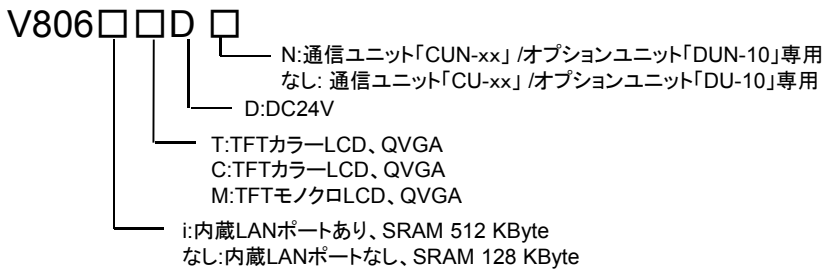 V806□□D □
N:通信ユニット「CUN-xx」 /オプションユニット「DUN-10」専用
なし: 通信ユニット「CU-xx」 /オプションユニット「DU-10」専用
D:DC24V
T:TFTカラーLCD、QVGA
C:TFTカラーLCD、QVGA
M:TFTモノクロLCD、QVGA
i:内蔵LANポートあり、SRAM 512 KByte
なし:内蔵LANポートなし、SRAM 128 KByte